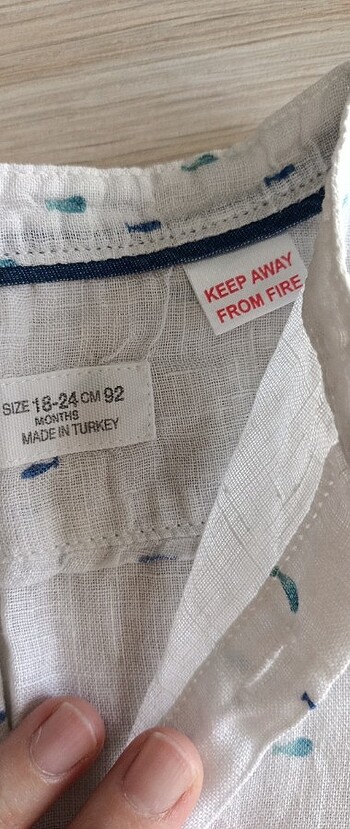 KEEP AWAY
FROM FIRE
SIZE 18-24 CM 92
MONTHS
MADE IN TURKEY